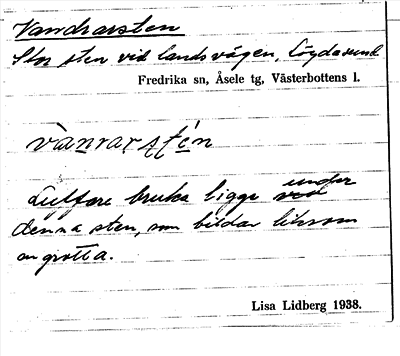 Vandrarsten
Stor sten vid landsvägen, Lögdasund
Fredrika sn, Åsele tg, Västerbottens l.
vanrarstén
Luffare bruka ligga under
denna sten, som bildar liksom
en grotta.
Lisa Lidberg 1938.